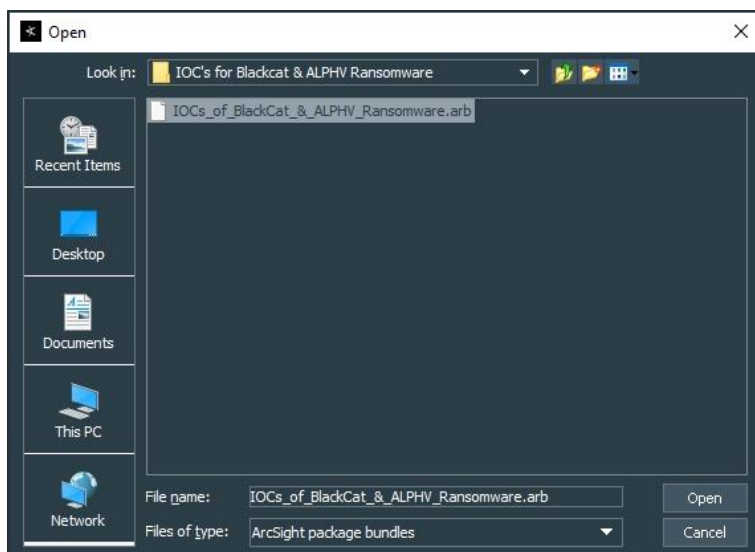 Open
Look in: IOC's for Blackcat & ALPHV Ransomware
IOCs_of_BlackCat_&_ALPHV_Ransomware.arb
Recent Items
Desktop
Documents
This PC
Network
File name: IOCs_of_BlackCat_&_ALPHV_Ransomware.arb Open
Files of type: ArcSight package bundles Cancel